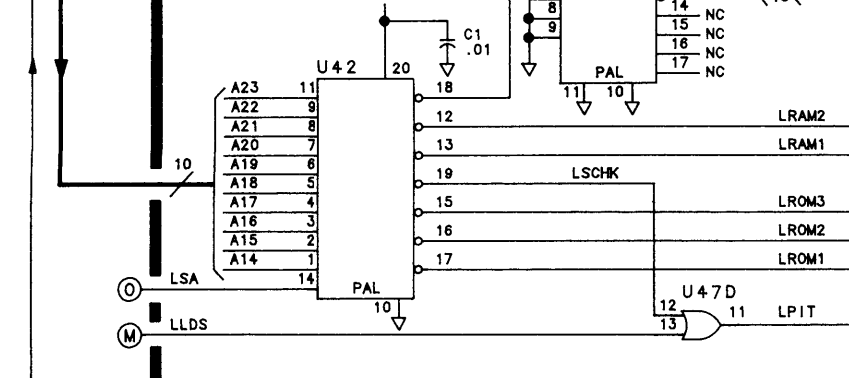 8
9
14 NC
15 NC
16 NC
17 NC
PAL
11 10
C1
.01
U42
20
A23 11
A22 9
A21 8
A20 7
A19 6
A18 5
A17 4
A16 3
A15 2
A14 1
10
18
12 LRAM2
13 LRAM1
19 LSCHK
15 LROM3
16 LROM2
17 LROM1
O LSA 14
PAL
10
M LLDS
U47D
12
13
11 LPIT